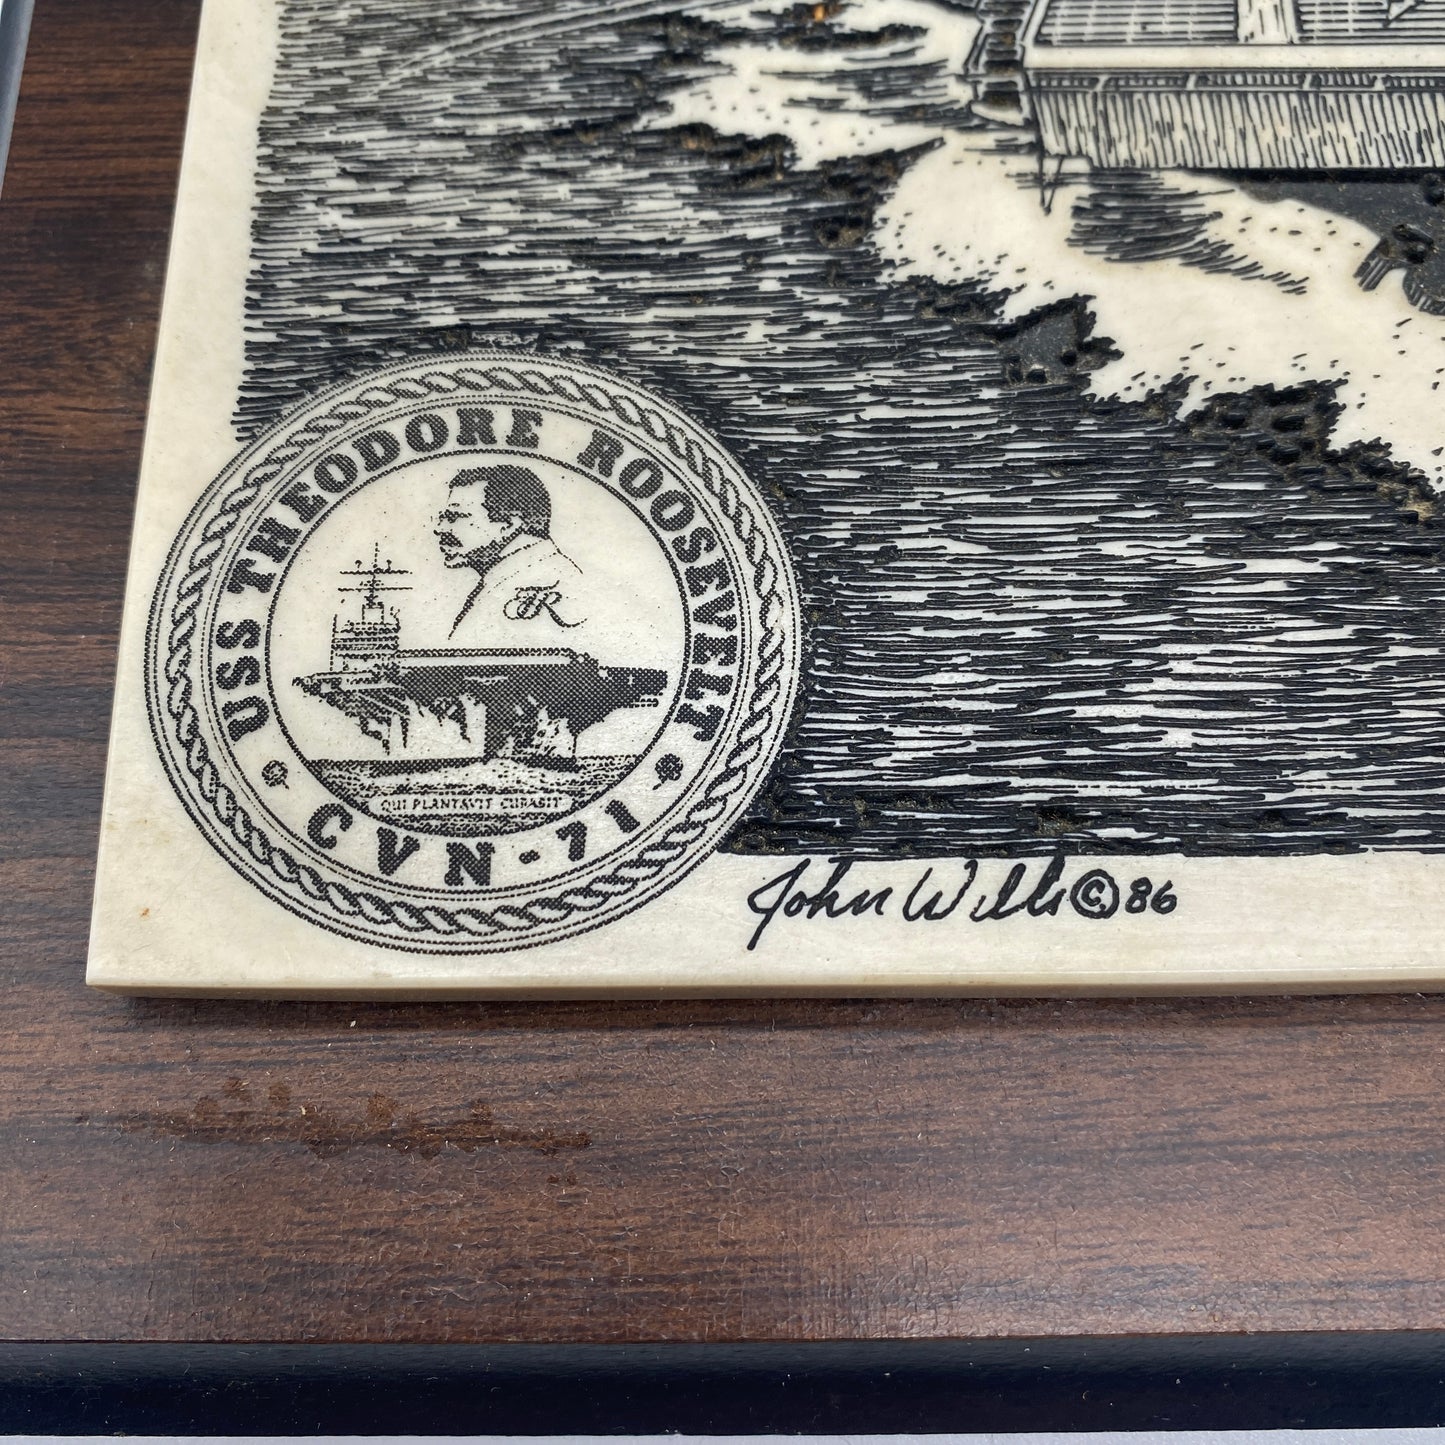 USS THEODORE ROOSEVELT
TR
QUI PLANTAVIT CURABIT
CVN-71
John Wills © 86